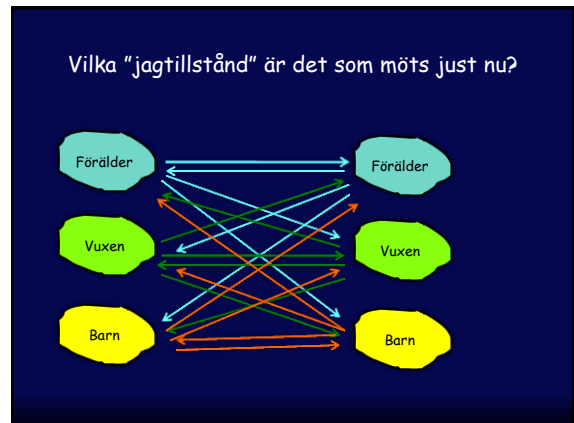 Vilka ”jagtillstånd” är det som möts just nu?
Förälder
Förälder
Vuxen
Vuxen
Barn
Barn